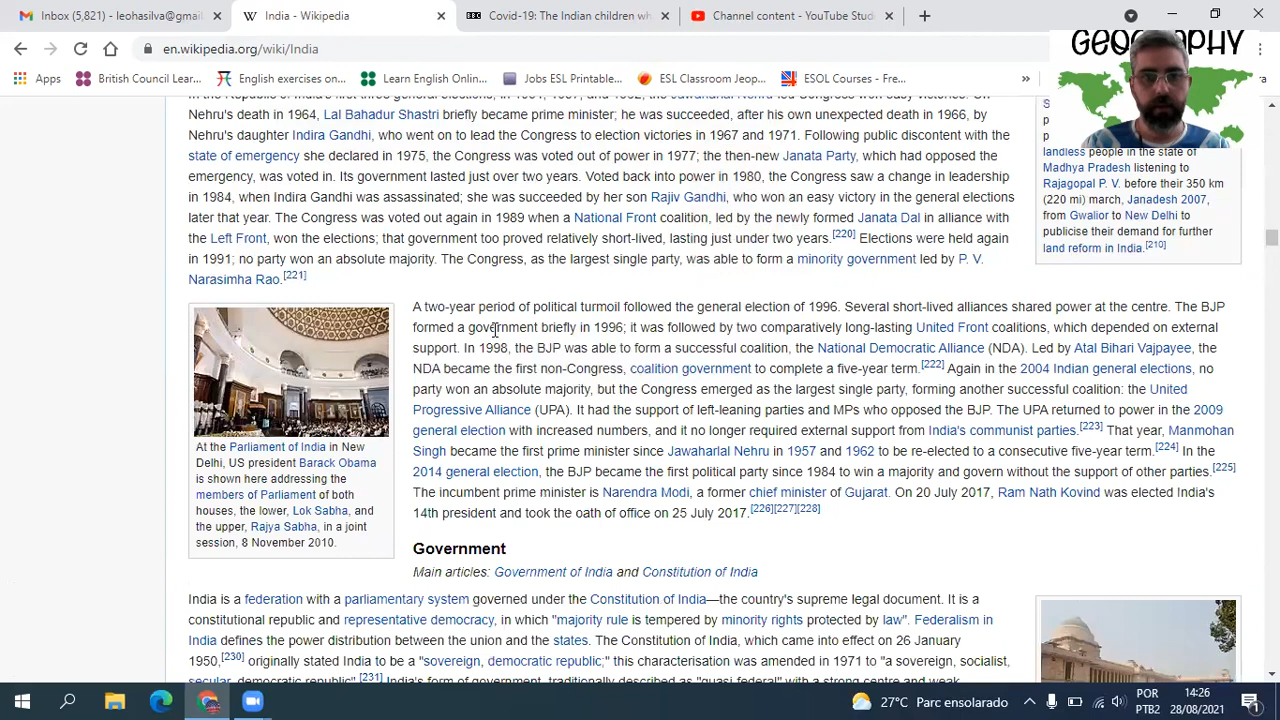 Inbox (5,821) - leohasilva@gmail
India - Wikipedia
Covid-19: The Indian children wh
Channel content - YouTube Stud
en.wikipedia.org/wiki/India
GEOGRAPHY
Apps
British Council Lear...
English exercises on...
Learn English Online...
Jobs ESL Printable...
ESL Classroom Jeop...
ESOL Courses - Fre...
»
Nehru's death in 1964, Lal Bahadur Shastri briefly became prime minister; he was succeeded, after his own unexpected death in 1966, by
Nehru's daughter Indira Gandhi, who went on to lead the Congress to election victories in 1967 and 1971. Following public discontent with the
state of emergency she declared in 1975, the Congress was voted out of power in 1977; the then-new Janata Party, which had opposed the
emergency, was voted in. Its government lasted just over two years. Voted back into power in 1980, the Congress saw a change in leadership
in 1984, when Indira Gandhi was assassinated; she was succeeded by her son Rajiv Gandhi, who won an easy victory in the general elections
later that year. The Congress was voted out again in 1989 when a National Front coalition, led by the newly formed Janata Dal in alliance with
the Left Front, won the elections; that government too proved relatively short-lived, lasting just under two years.[220] Elections were held again
in 1991; no party won an absolute majority. The Congress, as the largest single party, was able to form a minority government led by P. V.
Narasimha Rao.[221]
landless people in the state of
Madhya Pradesh listening to
Rajagopal P. V. before their 350 km
(220 mi) march, Janadesh 2007,
from Gwalior to New Delhi to
publicise their demand for further
land reform in India.[210]
A two-year period of political turmoil followed the general election of 1996. Several short-lived alliances shared power at the centre. The BJP
formed a government briefly in 1996; it was followed by two comparatively long-lasting United Front coalitions, which depended on external
support. In 1998, the BJP was able to form a successful coalition, the National Democratic Alliance (NDA). Led by Atal Bihari Vajpayee, the
NDA became the first non-Congress, coalition government to complete a five-year term.[222] Again in the 2004 Indian general elections, no
party won an absolute majority, but the Congress emerged as the largest single party, forming another successful coalition: the United
Progressive Alliance (UPA). It had the support of left-leaning parties and MPs who opposed the BJP. The UPA returned to power in the 2009
general election with increased numbers, and it no longer required external support from India's communist parties.[223] That year, Manmohan
Singh became the first prime minister since Jawaharlal Nehru in 1957 and 1962 to be re-elected to a consecutive five-year term.[224] In the
2014 general election, the BJP became the first political party since 1984 to win a majority and govern without the support of other parties.[225]
The incumbent prime minister is Narendra Modi, a former chief minister of Gujarat. On 20 July 2017, Ram Nath Kovind was elected India's
14th president and took the oath of office on 25 July 2017.[226][227][228]
At the Parliament of India in New
Delhi, US president Barack Obama
is shown here addressing the
members of Parliament of both
houses, the lower, Lok Sabha, and
the upper, Rajya Sabha, in a joint
session, 8 November 2010.
Government
Main articles: Government of India and Constitution of India
India is a federation with a parliamentary system governed under the Constitution of India—the country's supreme legal document. It is a
constitutional republic and representative democracy, in which "majority rule is tempered by minority rights protected by law". Federalism in
India defines the power distribution between the union and the states. The Constitution of India, which came into effect on 26 January
1950,[230] originally stated India to be a "sovereign, democratic republic;" this characterisation was amended in 1971 to "a sovereign, socialist,
secular, democratic republic".[231] India's form of government, traditionally described as "quasi-federal" with a strong centre and weak
27°C Parc ensolarado
POR
PTB2
14:26
28/08/2021